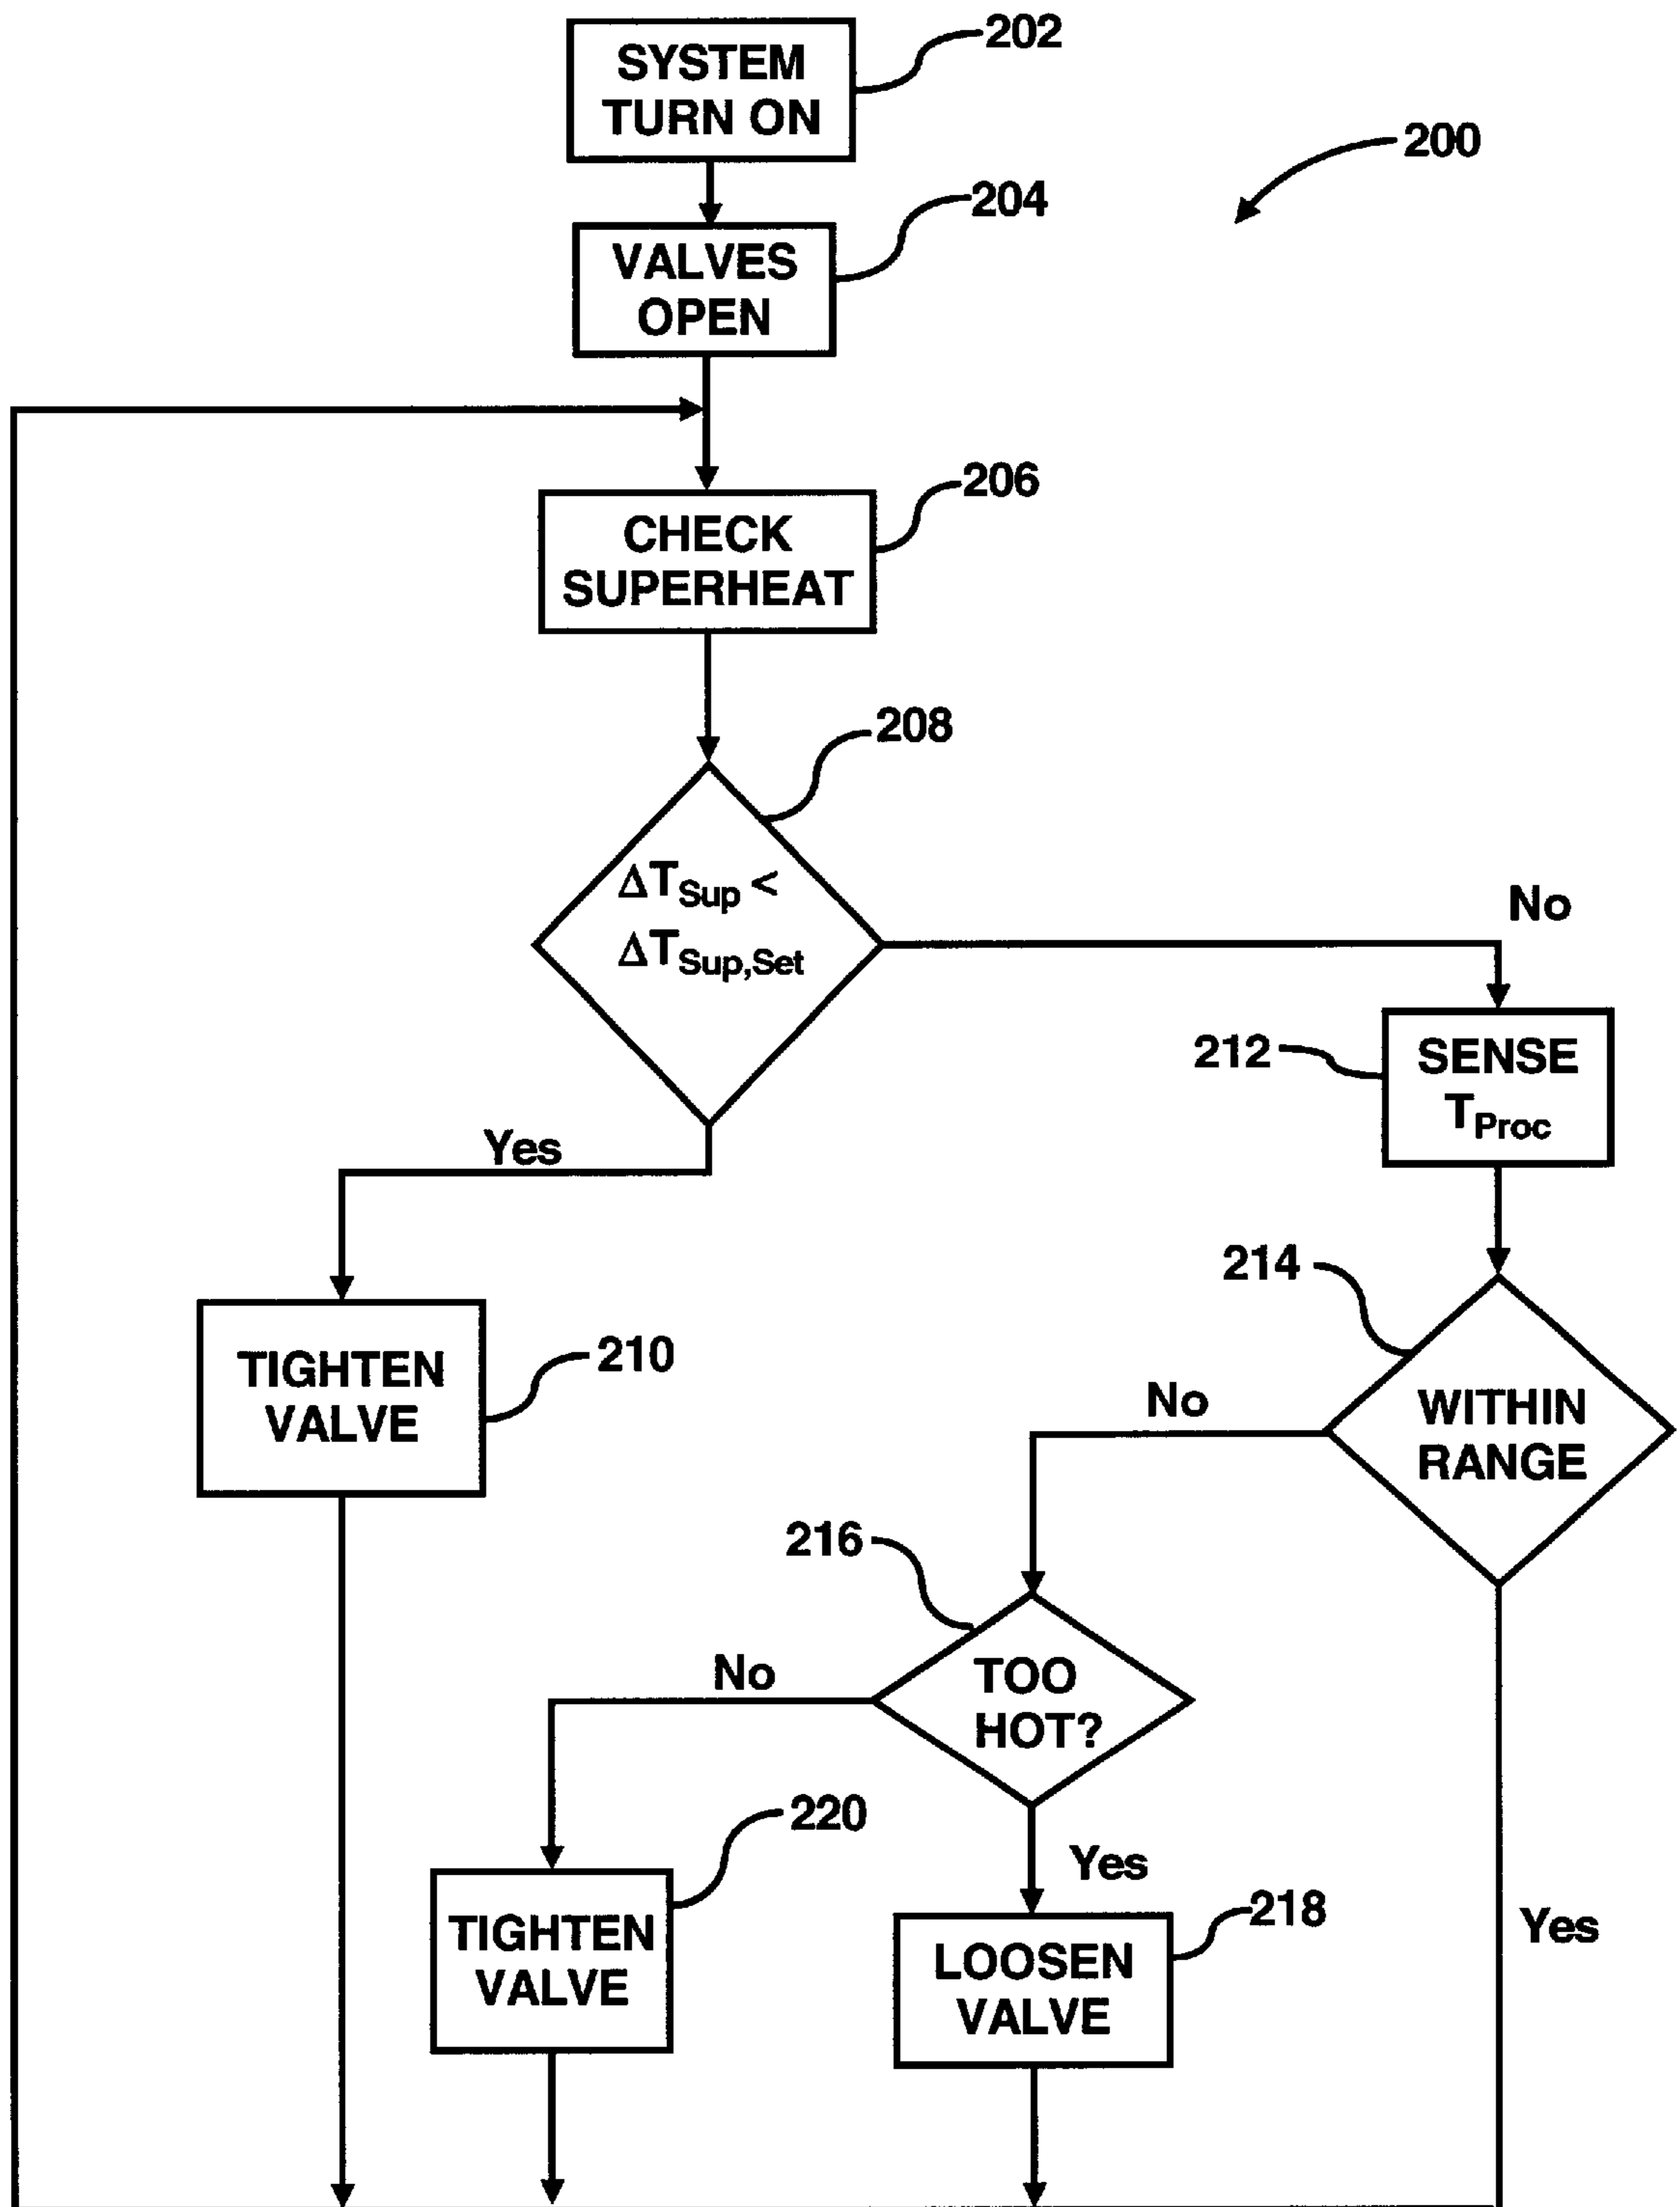 202
SYSTEM
TURN ON
200
204
VALVES
OPEN
206
CHECK
SUPERHEAT
208
ΔTSup <
ΔTSup,Set
No
212
SENSE
TProc
Yes
214
210
TIGHTEN
VALVE
No
WITHIN
RANGE
216
No
TOO
HOT?
220
Yes
218
TIGHTEN
VALVE
LOOSEN
VALVE
Yes